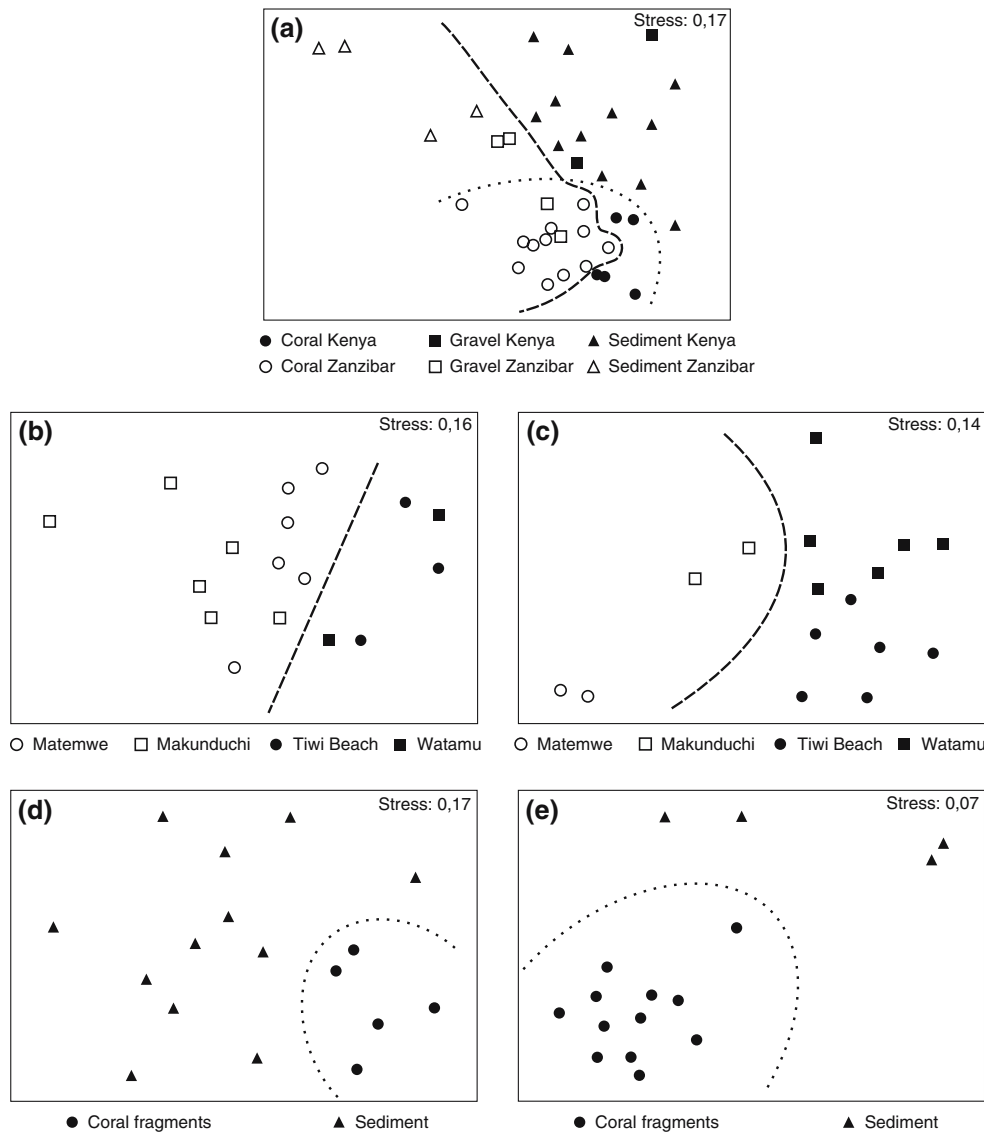 (a) Stress: 0,17
Coral Kenya Gravel Kenya Sediment Kenya
Coral Zanzibar Gravel Zanzibar Sediment Zanzibar
(b) Stress: 0,16
Matemwe Makunduchi Tiwi Beach Watamu
(c) Stress: 0,14
Matemwe Makunduchi Tiwi Beach Watamu
(d) Stress: 0,17
Coral fragments Sediment
(e) Stress: 0,07
Coral fragments Sediment